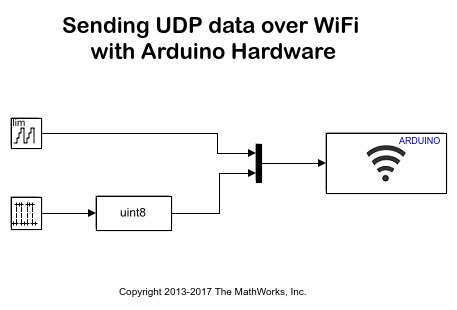 Sending UDP data over WiFi
with Arduino Hardware
lim
ARDUINO
uint8
Copyright 2013-2017 The MathWorks, Inc.